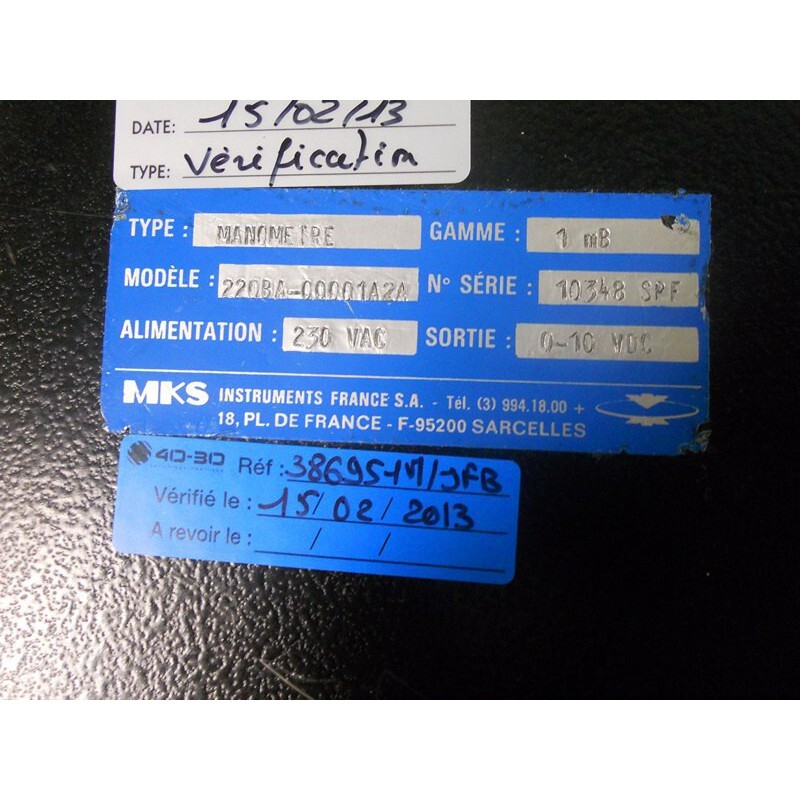 DATE: 15/02/13
TYPE: Vérification
TYPE : MANOMETRE GAMME : 1 mB
MODÈLE : 220BA-00001A2A N° SÉRIE : 10348 SPF
ALIMENTATION : 230 VAC SORTIE : 0-10 VDC
MKS INSTRUMENTS FRANCE S.A. - Tél. (3) 994.18.00 +
18, PL. DE FRANCE - F-95200 SARCELLES
40-30 Réf : 38695-1M/JFB
Vérifié le : 15/02/2013
A revoir le : / /